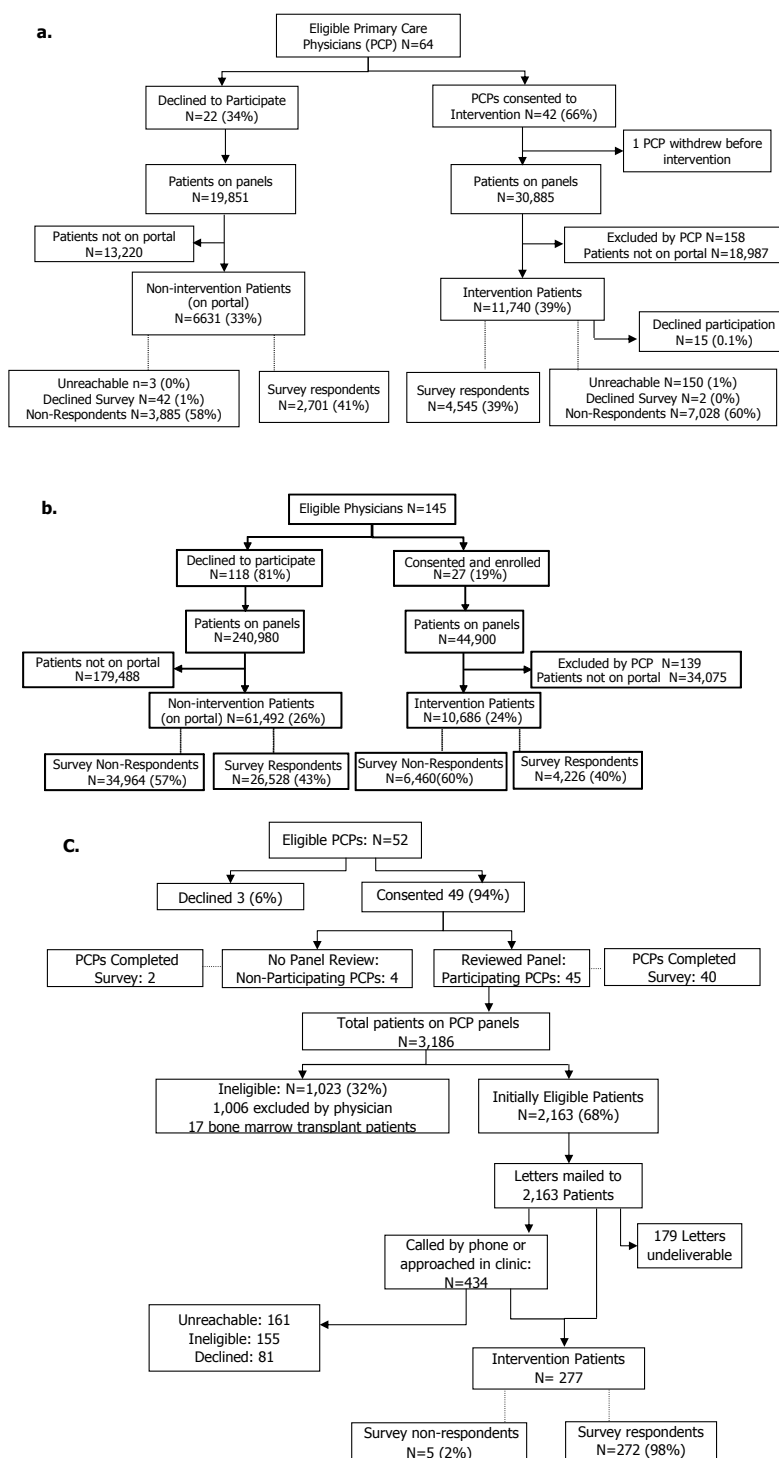 a.
Eligible Primary Care
Physicians (PCP) N=64
Declined to Participate
N=22 (34%)
PCPs consented to
Intervention N=42 (66%)
1 PCP withdrew before
intervention
Patients on panels
N=19,851
Patients on panels
N=30,885
Patients not on portal
N=13,220
Excluded by PCP N=158
Patients not on portal N=18,987
Non-intervention Patients
(on portal)
N=6631 (33%)
Intervention Patients
N=11,740 (39%)
Declined participation
N=15 (0.1%)
Unreachable n=3 (0%)
Declined Survey N=42 (1%)
Non-Respondents N=3,885 (58%)
Survey respondents
N=2,701 (41%)
Survey respondents
N=4,545 (39%)
Unreachable N=150 (1%)
Declined Survey N=2 (0%)
Non-Respondents N=7,028 (60%)
b.
Eligible Physicians N=145
Declined to participate
N=118 (81%)
Consented and enrolled
N=27 (19%)
Patients on panels
N=240,980
Patients on panels
N=44,900
Patients not on portal
N=179,488
Excluded by PCP N=139
Patients not on portal N=34,075
Non-intervention Patients
(on portal) N=61,492 (26%)
Intervention Patients
N=10,686 (24%)
Survey Non-Respondents
N=34,964 (57%)
Survey Respondents
N=26,528 (43%)
Survey Non-Respondents
N=6,460(60%)
Survey Respondents
N=4,226 (40%)
C.
Eligible PCPs: N=52
Declined 3 (6%)
Consented 49 (94%)
PCPs Completed
Survey: 2
No Panel Review:
Non-Participating PCPs: 4
Reviewed Panel:
Participating PCPs: 45
PCPs Completed
Survey: 40
Total patients on PCP panels
N=3,186
Ineligible: N=1,023 (32%)
1,006 excluded by physician
17 bone marrow transplant patients
Initially Eligible Patients
N=2,163 (68%)
Letters mailed to
2,163 Patients
179 Letters
undeliverable
Called by phone or
approached in clinic:
N=434
Unreachable: 161
Ineligible: 155
Declined: 81
Intervention Patients
N= 277
Survey non-respondents
N=5 (2%)
Survey respondents
N=272 (98%)